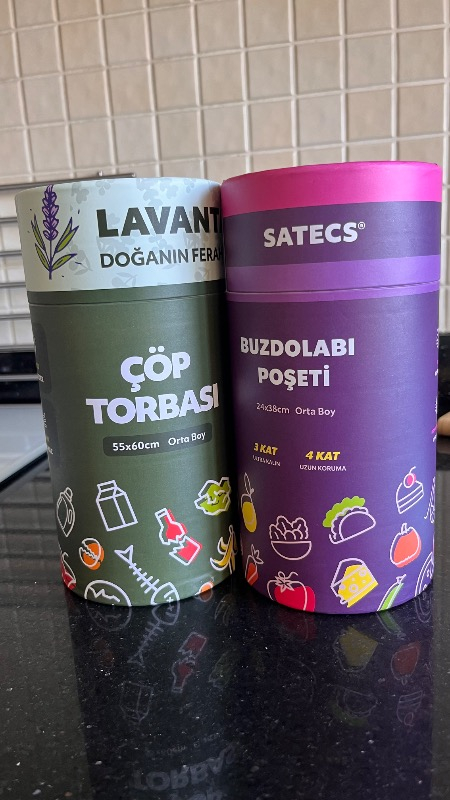 LAVANT
DOĞANIN FERA
ÇÖP
TORBASI
55x60cm Orta Boy
SATECS®
BUZDOLABI
POŞETİ
24x38cm Orta Boy
3 KAT
4 KAT
UZUN KORUMA